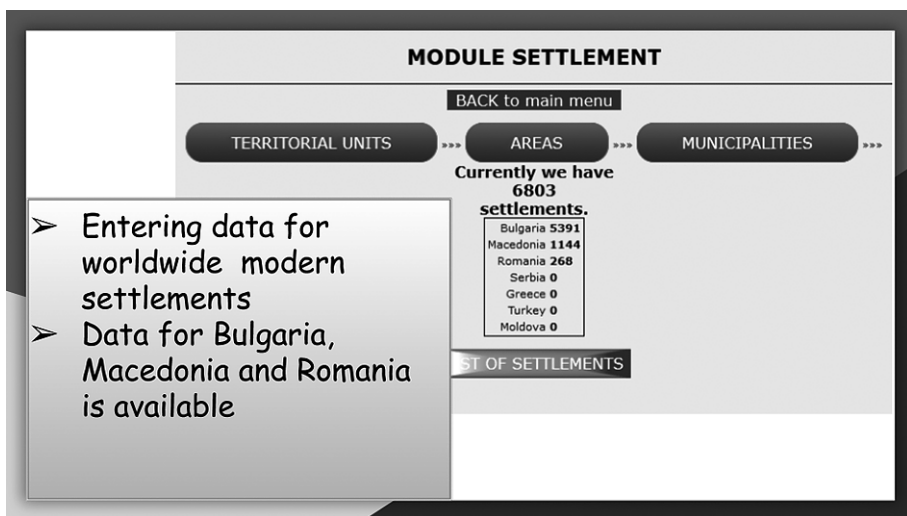 MODULE SETTLEMENT
BACK to main menu
TERRITORIAL UNITS »»» AREAS »»» MUNICIPALITIES »»»
Currently we have
6803
settlements.
Bulgaria 5391
Macedonia 1144
Romania 268
Serbia 0
Greece 0
Turkey 0
Moldova 0
ST OF SETTLEMENTS
➢ Entering data for
worldwide modern
settlements
➢ Data for Bulgaria,
Macedonia and Romania
is available